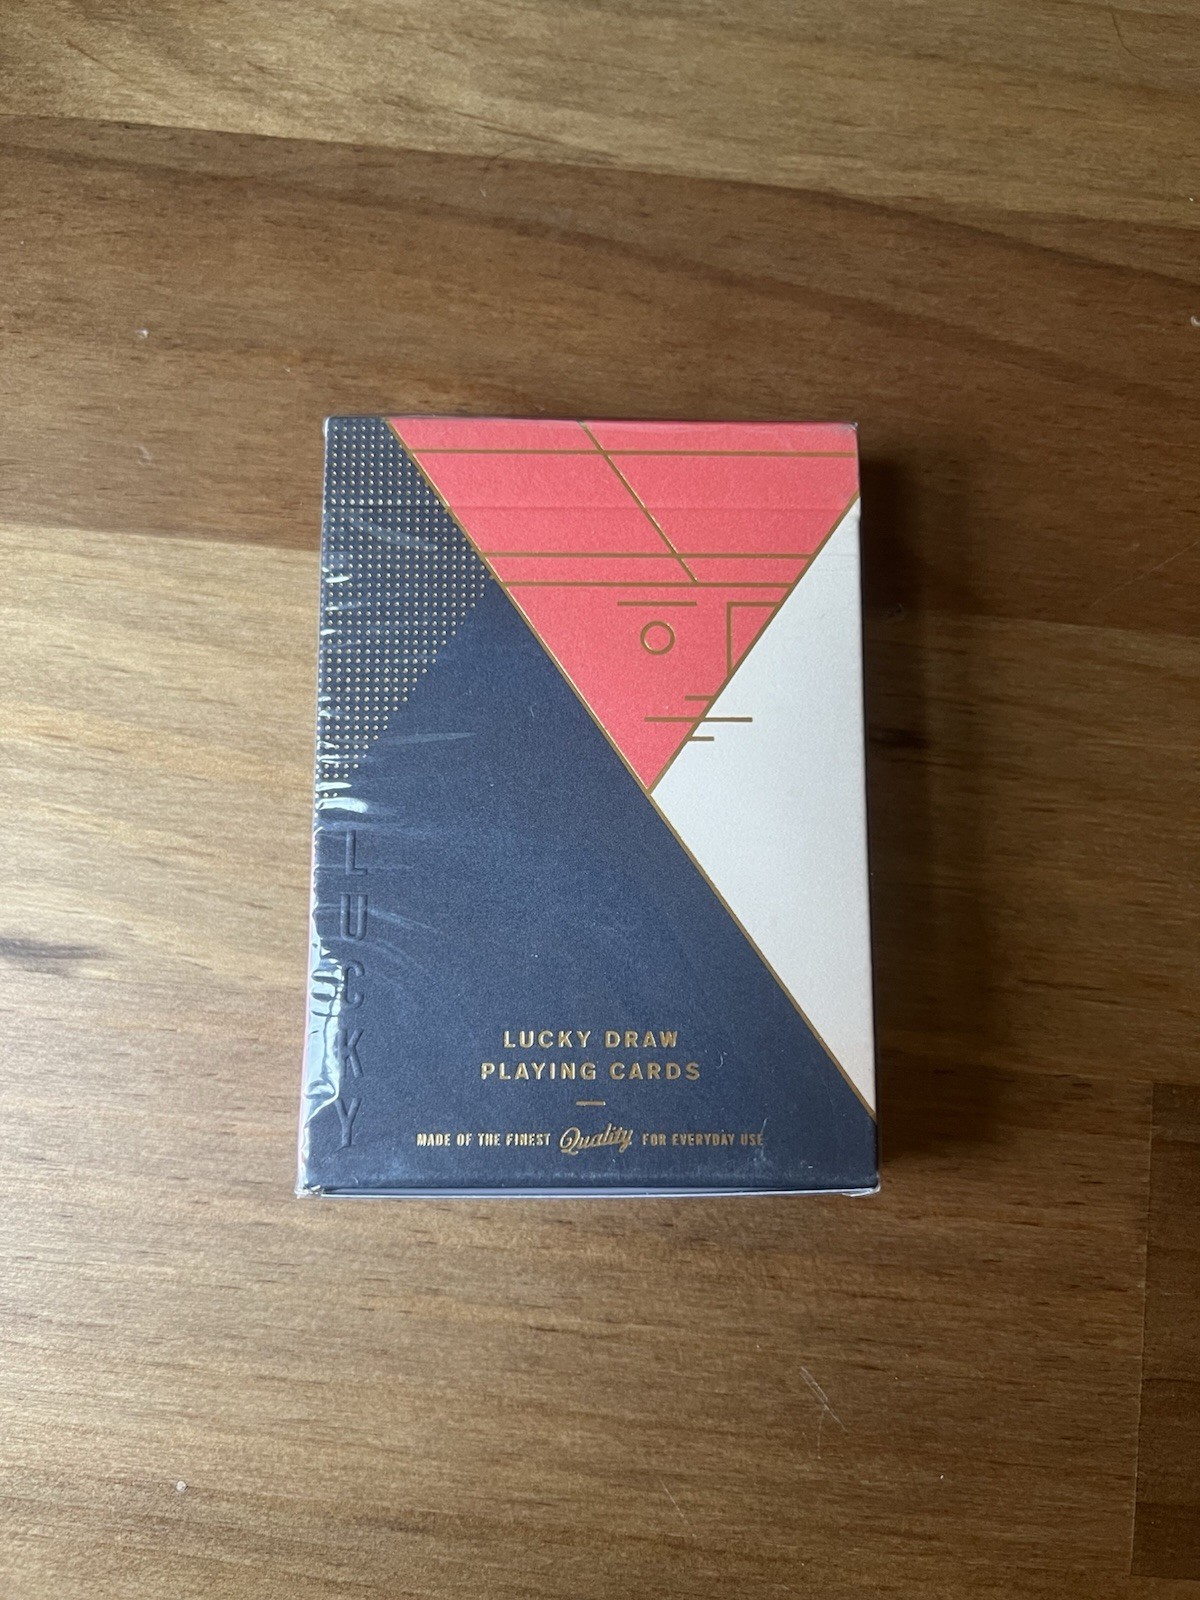 LUCKY
LUCKY DRAW
PLAYING CARDS
MADE OF THE FINEST Quality FOR EVERYDAY USE